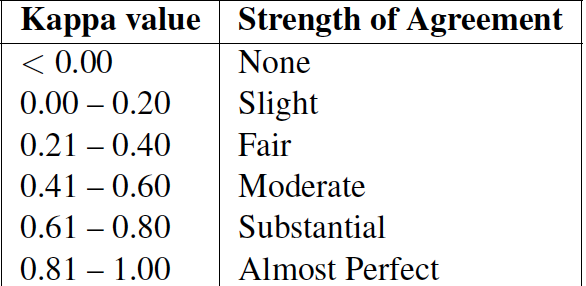 Kappa value Strength of Agreement
< 0.00 None
0.00 – 0.20 Slight
0.21 – 0.40 Fair
0.41 – 0.60 Moderate
0.61 – 0.80 Substantial
0.81 – 1.00 Almost Perfect